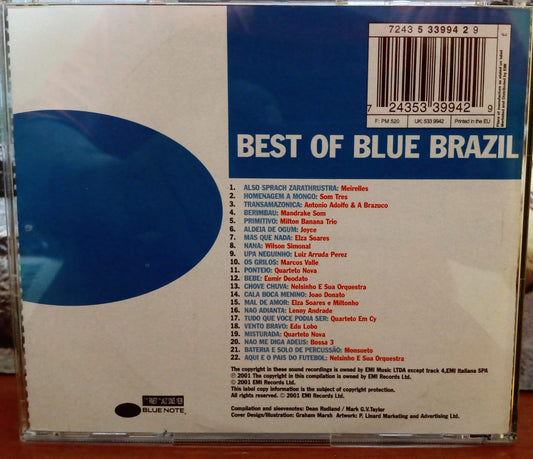 7243 5 33994 2 9
7 24353 39942 9
F: PM 520 UK: 533 9942 Printed in the EU
BEST OF BLUE BRAZIL
1. ALSO SPRACH ZARATHRUSTRA: Meirelles
2. HOMENAGEM A MONGO: Som Tres
3. TRANSAMAZONICA: Antonio Adolfo & A Brazuco
4. BERIMBAU: Mandrake Som
5. PRIMITIVO: Milton Banana Trio
6. ALDEIA DE OGUM: Joyce
7. MAS QUE NADA: Elza Soares
8. NANA: Wilson Simonal
9. UPA NEGUINHO: Luiz Arruda Perez
10. OS GRILOS: Marcos Valle
11. PONTEIO: Quarteto Nova
12. BEBE: Eumir Deodato
13. CHOVE CHUVA: Nelsinho E Sua Orquestra
14. CALA BOCA MENINO: Joao Donato
15. MAL DE AMOR: Elza Soares e Miltonho
16. NAO ADIANTA: Lenny Andrade
17. TUDO QUE VOCE PODIA SER: Quarteto Em Cy
18. VENTO BRAVO: Edu Lobo
19. MISTURADA: Quarteto Nova
20. NAO ME DIGA ADEUS: Bossa 3
21. BATERIA E SOLO DE PERCUSSÃO: Monsueto
22. AQUI E O PAIS DO FUTEBOL: Nelsinho E Sua Orquestra
The copyright in these sound recordings is owned by EMI Music LTDA except track 4,EMI Italiana SPA
℗ 2001 The copyright in this compilation is owned by EMI Records Ltd.
© 2001 EMI Records Ltd.
This label copy information is the subject of copyright protection.
All rights reserved. © 2001 EMI Records Ltd.
Compilation and sleevenotes: Dean Rudland / Mark G.V.Taylor
Cover Design/Illustration: Graham Marsh Artwork: P. Linard Marketing and Advertising Ltd.
THE FINEST IN JAZZ SINCE 1939
BLUE NOTE